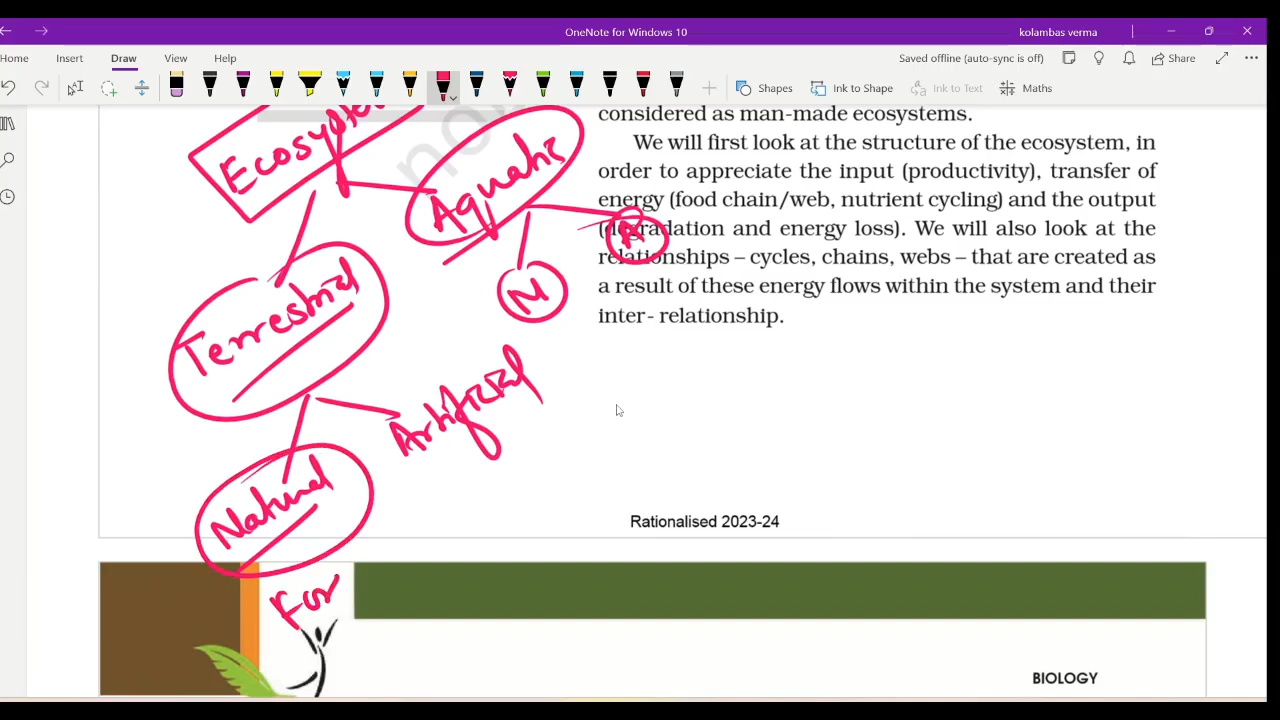 OneNote for Windows 10
kolambas verma
Home Insert Draw View Help
Saved offline (auto-sync is off)
Share
Shapes
Ink to Shape
Ink to Text
Maths
considered as man-made ecosystems.
We will first look at the structure of the ecosystem, in
order to appreciate the input (productivity), transfer of
energy (food chain/web, nutrient cycling) and the output
(degradation and energy loss). We will also look at the
relationships – cycles, chains, webs – that are created as
a result of these energy flows within the system and their
inter- relationship.
Aquatic
A
N
Terrestrial
Artificial
Natural
For
no
Rationalised 2023-24
BIOLOGY